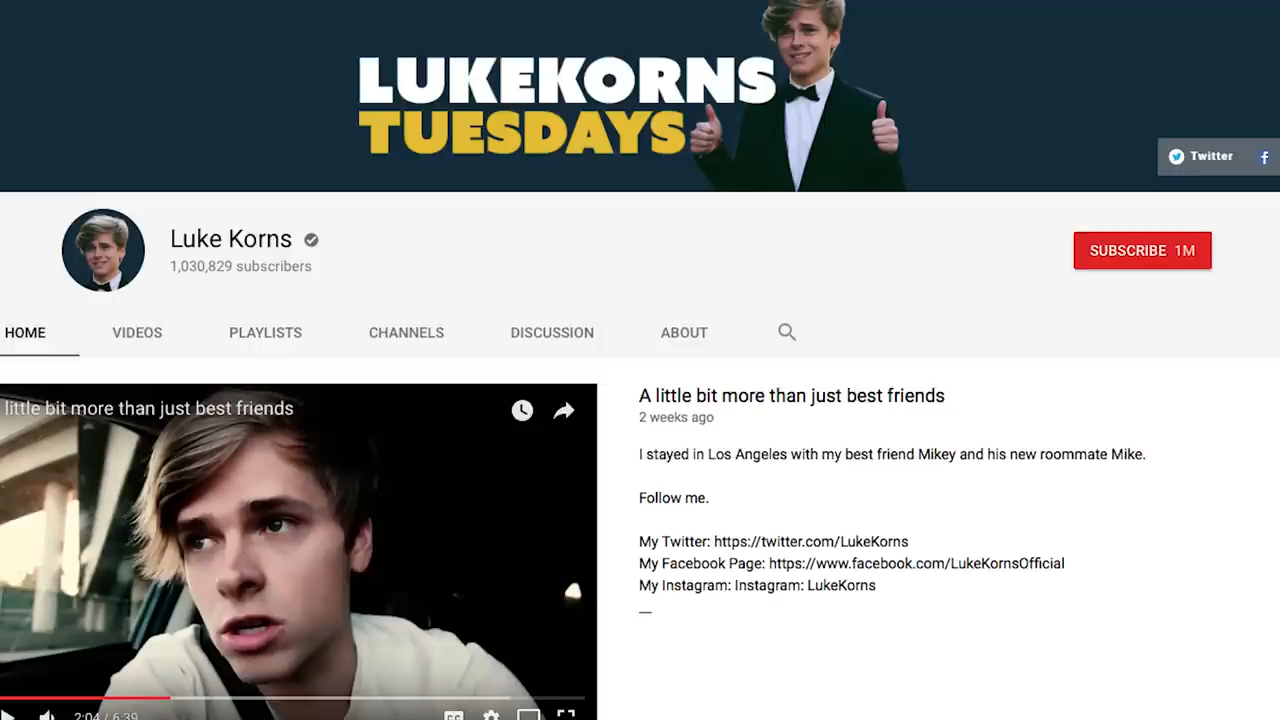 LUKEKORNS
TUESDAYS
Twitter
Luke Korns
1,030,829 subscribers
SUBSCRIBE 1M
HOME VIDEOS PLAYLISTS CHANNELS DISCUSSION ABOUT
little bit more than just best friends
A little bit more than just best friends
2 weeks ago
I stayed in Los Angeles with my best friend Mikey and his new roommate Mike.
Follow me.
My Twitter: https://twitter.com/LukeKorns
My Facebook Page: https://www.facebook.com/LukeKornsOfficial
My Instagram: Instagram: LukeKorns
—
2:04 / 6:39
CC